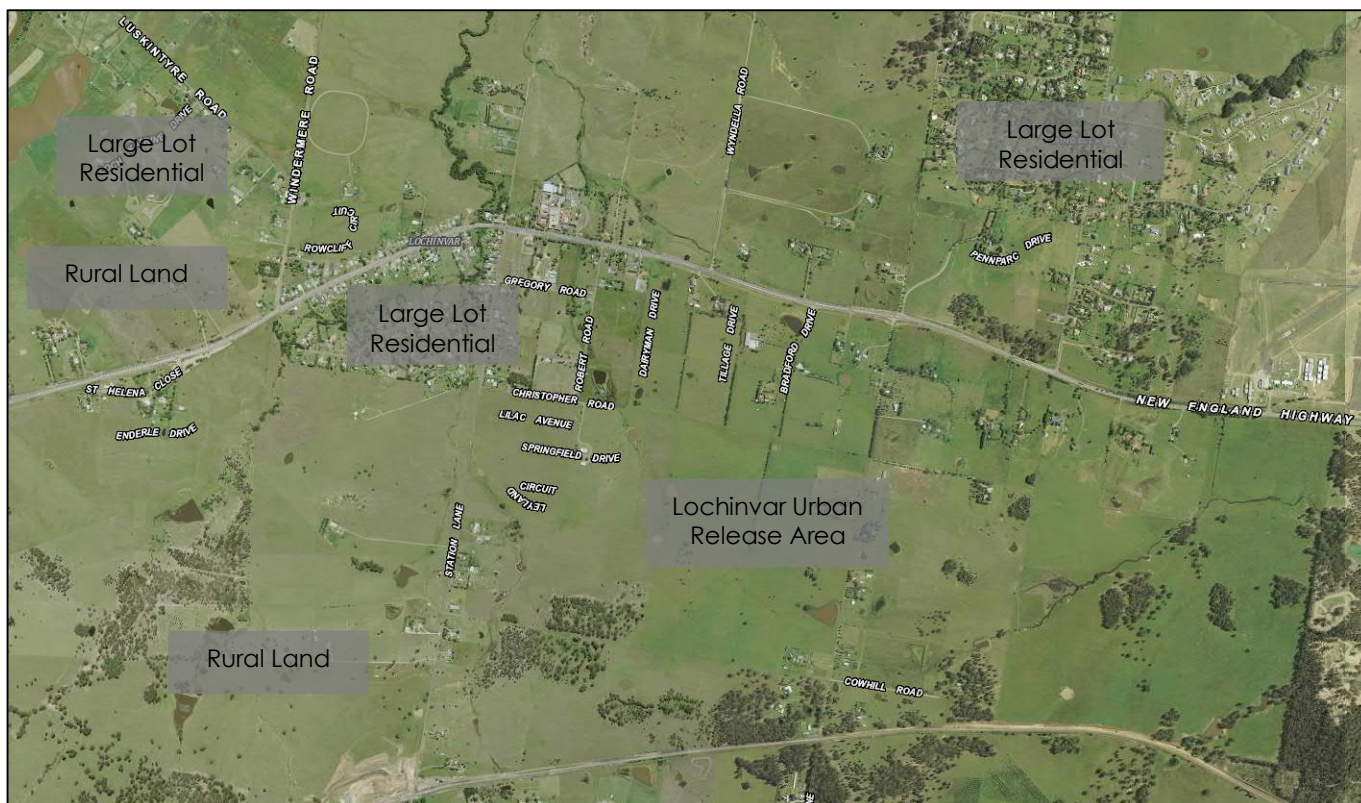 LUSKINTYRE ROAD
WINDERMERE ROAD
WYNDELLA ROAD
DRIVE
Large Lot
Residential
Large Lot
Residential
CIRCUIT
ROWCLIFF
LOCHINVAR
PENNPARC DRIVE
Rural Land
GREGORY ROAD
Large Lot
Residential
ROBERT ROAD
DAIRYMAN DRIVE
TILLAGE DRIVE
BRADFORD DRIVE
ST HELENA CLOSE
CHRISTOPHER ROAD
NEW ENGLAND HIGHWAY
LILAC AVENUE
ENDERLE DRIVE
SPRINGFIELD DRIVE
CIRCUIT
LEYLAND
Lochinvar Urban
Release Area
STATION LANE
Rural Land
COWHILL ROAD